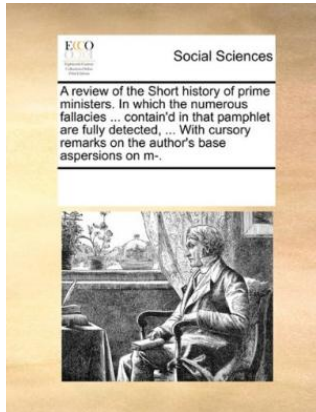 ECCO
Social Sciences
A review of the Short history of prime
ministers. In which the numerous
fallacies ... contain'd in that pamphlet
are fully detected, ... With cursory
remarks on the author's base
aspersions on m-.